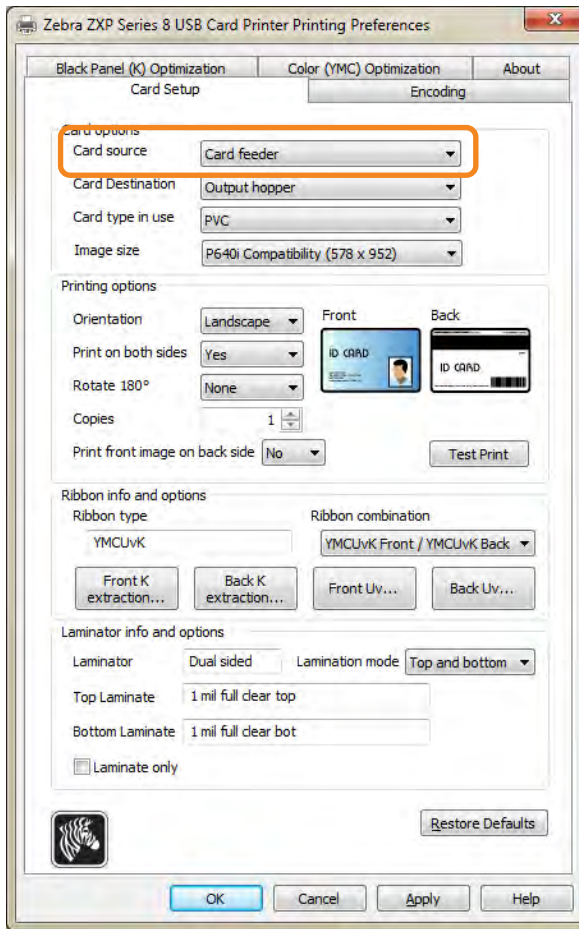 Zebra ZXP Series 8 USB Card Printer Printing Preferences
Black Panel (K) Optimization Color (YMC) Optimization About
Card Setup Encoding
Card options
Card source Card feeder
Card Destination Output hopper
Card type in use PVC
Image size P640i Compatibility (578 x 952)
Printing options
Orientation Landscape Front Back
Print on both sides Yes ID CARD ID CARD
Rotate 180° None
Copies 1
Print front image on back side No Test Print
Ribbon info and options
Ribbon type Ribbon combination
YMCUvK YMCUvK Front / YMCUvK Back
Front K extraction... Back K extraction... Front Uv... Back Uv...
Laminator info and options
Laminator Dual sided Lamination mode Top and bottom
Top Laminate 1 mil full clear top
Bottom Laminate 1 mil full clear bot
Laminate only
Restore Defaults
OK Cancel Apply Help